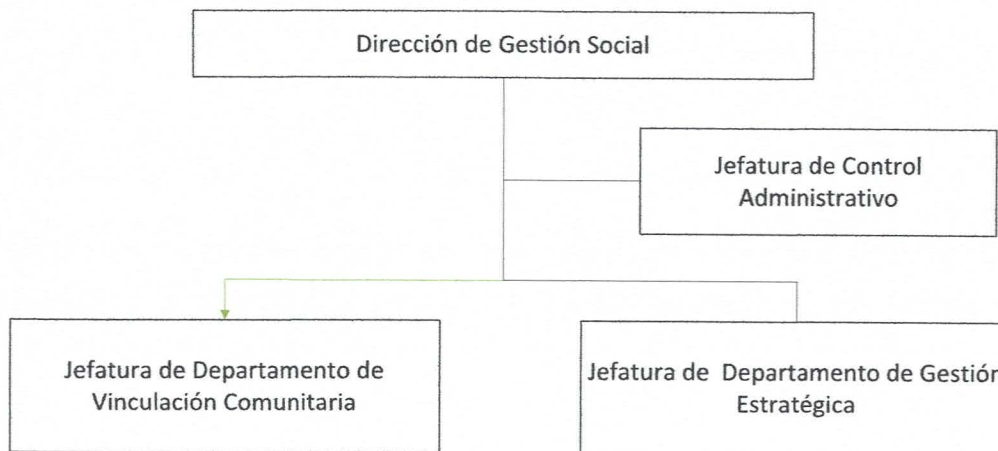 Dirección de Gestión Social
Jefatura de Control
Administrativo
Jefatura de Departamento de
Vinculación Comunitaria
Jefatura de Departamento de Gestión
Estratégica